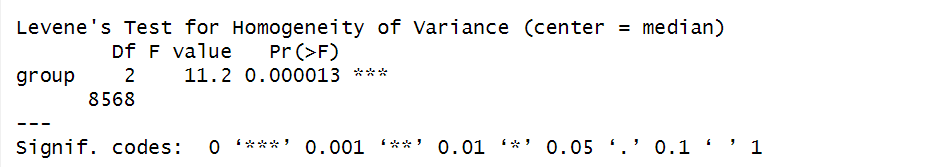 Levene's Test for Homogeneity of Variance (center = median)
Df F value Pr(>F)
group 2 11.2 0.000013 ***
8568
---
Signif. codes: 0 ‘***’ 0.001 ‘**’ 0.01 ‘*’ 0.05 ‘.’ 0.1 ‘ ’ 1